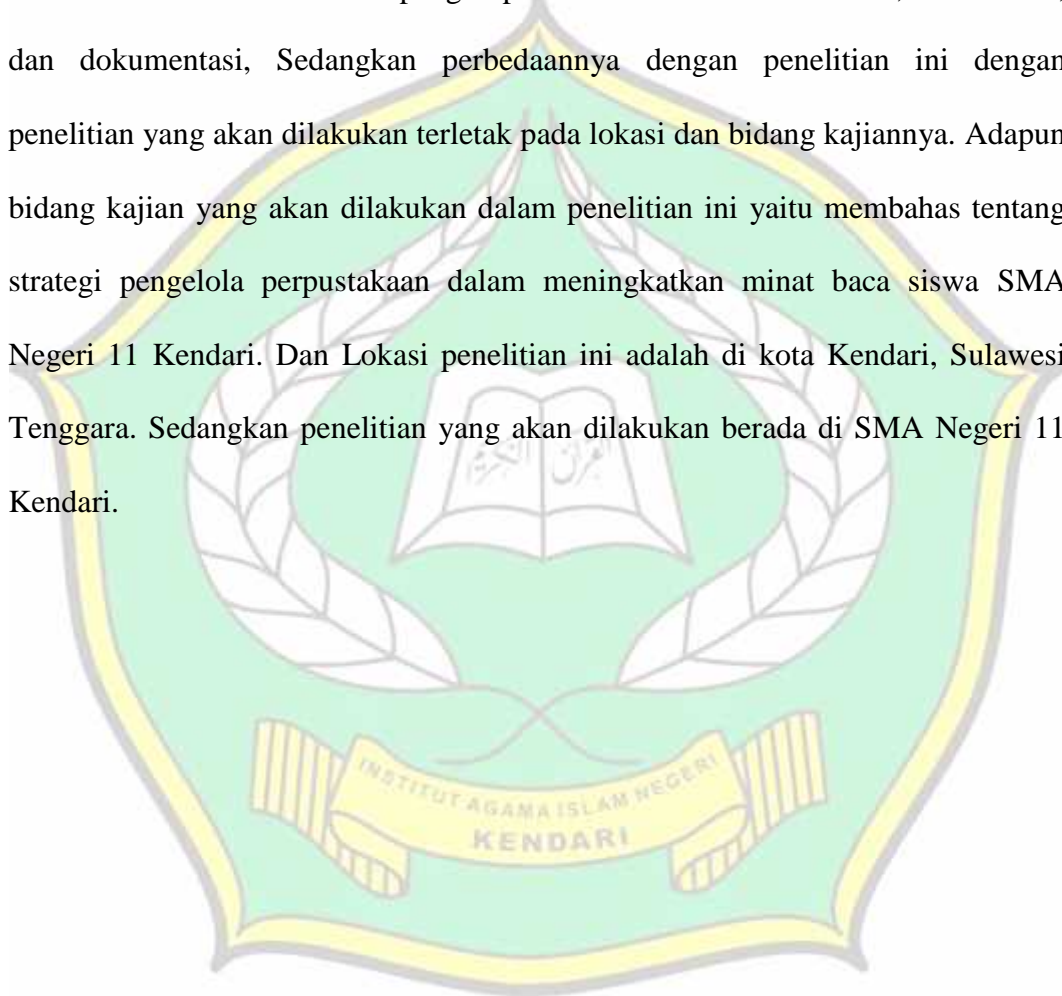 dan dokumentasi, Sedangkan perbedaannya dengan penelitian ini dengan
penelitian yang akan dilakukan terletak pada lokasi dan bidang kajiannya. Adapun
bidang kajian yang akan dilakukan dalam penelitian ini yaitu membahas tentang
strategi pengelola perpustakaan dalam meningkatkan minat baca siswa SMA
Negeri 11 Kendari. Dan Lokasi penelitian ini adalah di kota Kendari, Sulawesi
Tenggara. Sedangkan penelitian yang akan dilakukan berada di SMA Negeri 11
Kendari.
القرآن الكريم
INSTITUT AGAMA ISLAM NEGERI
KENDARI